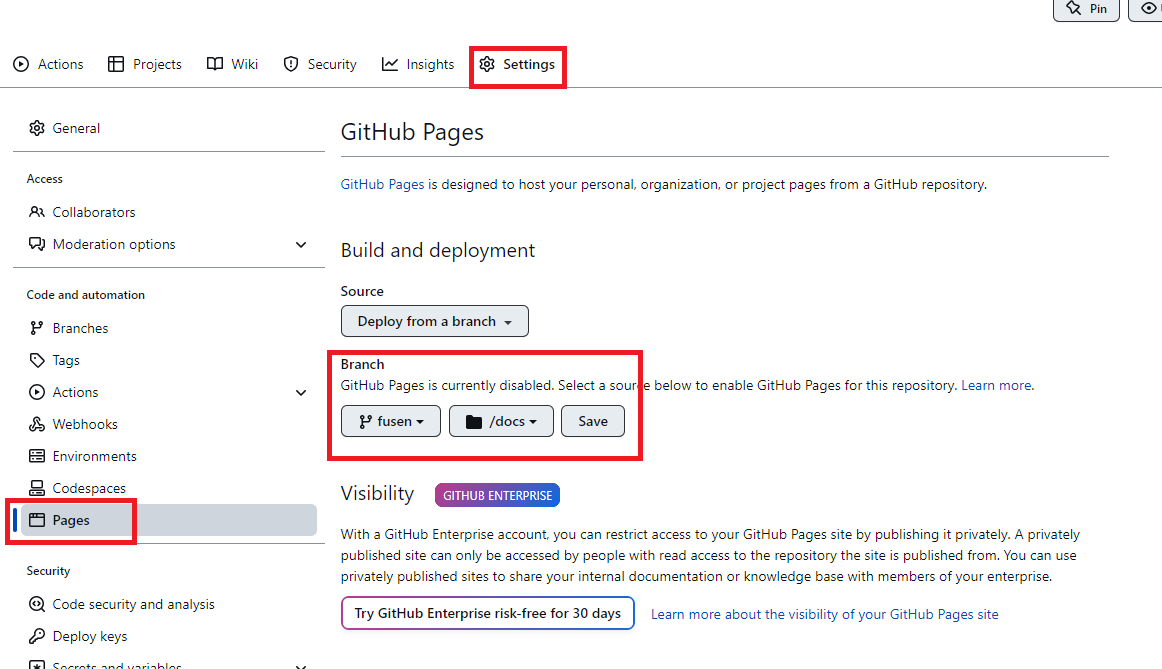 Pin
Actions
Projects
Wiki
Security
Insights
Settings
General
Access
Collaborators
Moderation options
Code and automation
Branches
Tags
Actions
Webhooks
Environments
Codespaces
Pages
Security
Code security and analysis
Deploy keys
Secrets and variables
GitHub Pages
GitHub Pages is designed to host your personal, organization, or project pages from a GitHub repository.
Build and deployment
Source
Deploy from a branch
Branch
GitHub Pages is currently disabled. Select a source below to enable GitHub Pages for this repository. Learn more.
fusen
/docs
Save
Visibility
GITHUB ENTERPRISE
With a GitHub Enterprise account, you can restrict access to your GitHub Pages site by publishing it privately. A privately
published site can only be accessed by people with read access to the repository the site is published from. You can use
privately published sites to share your internal documentation or knowledge base with members of your enterprise.
Try GitHub Enterprise risk-free for 30 days
Learn more about the visibility of your GitHub Pages site